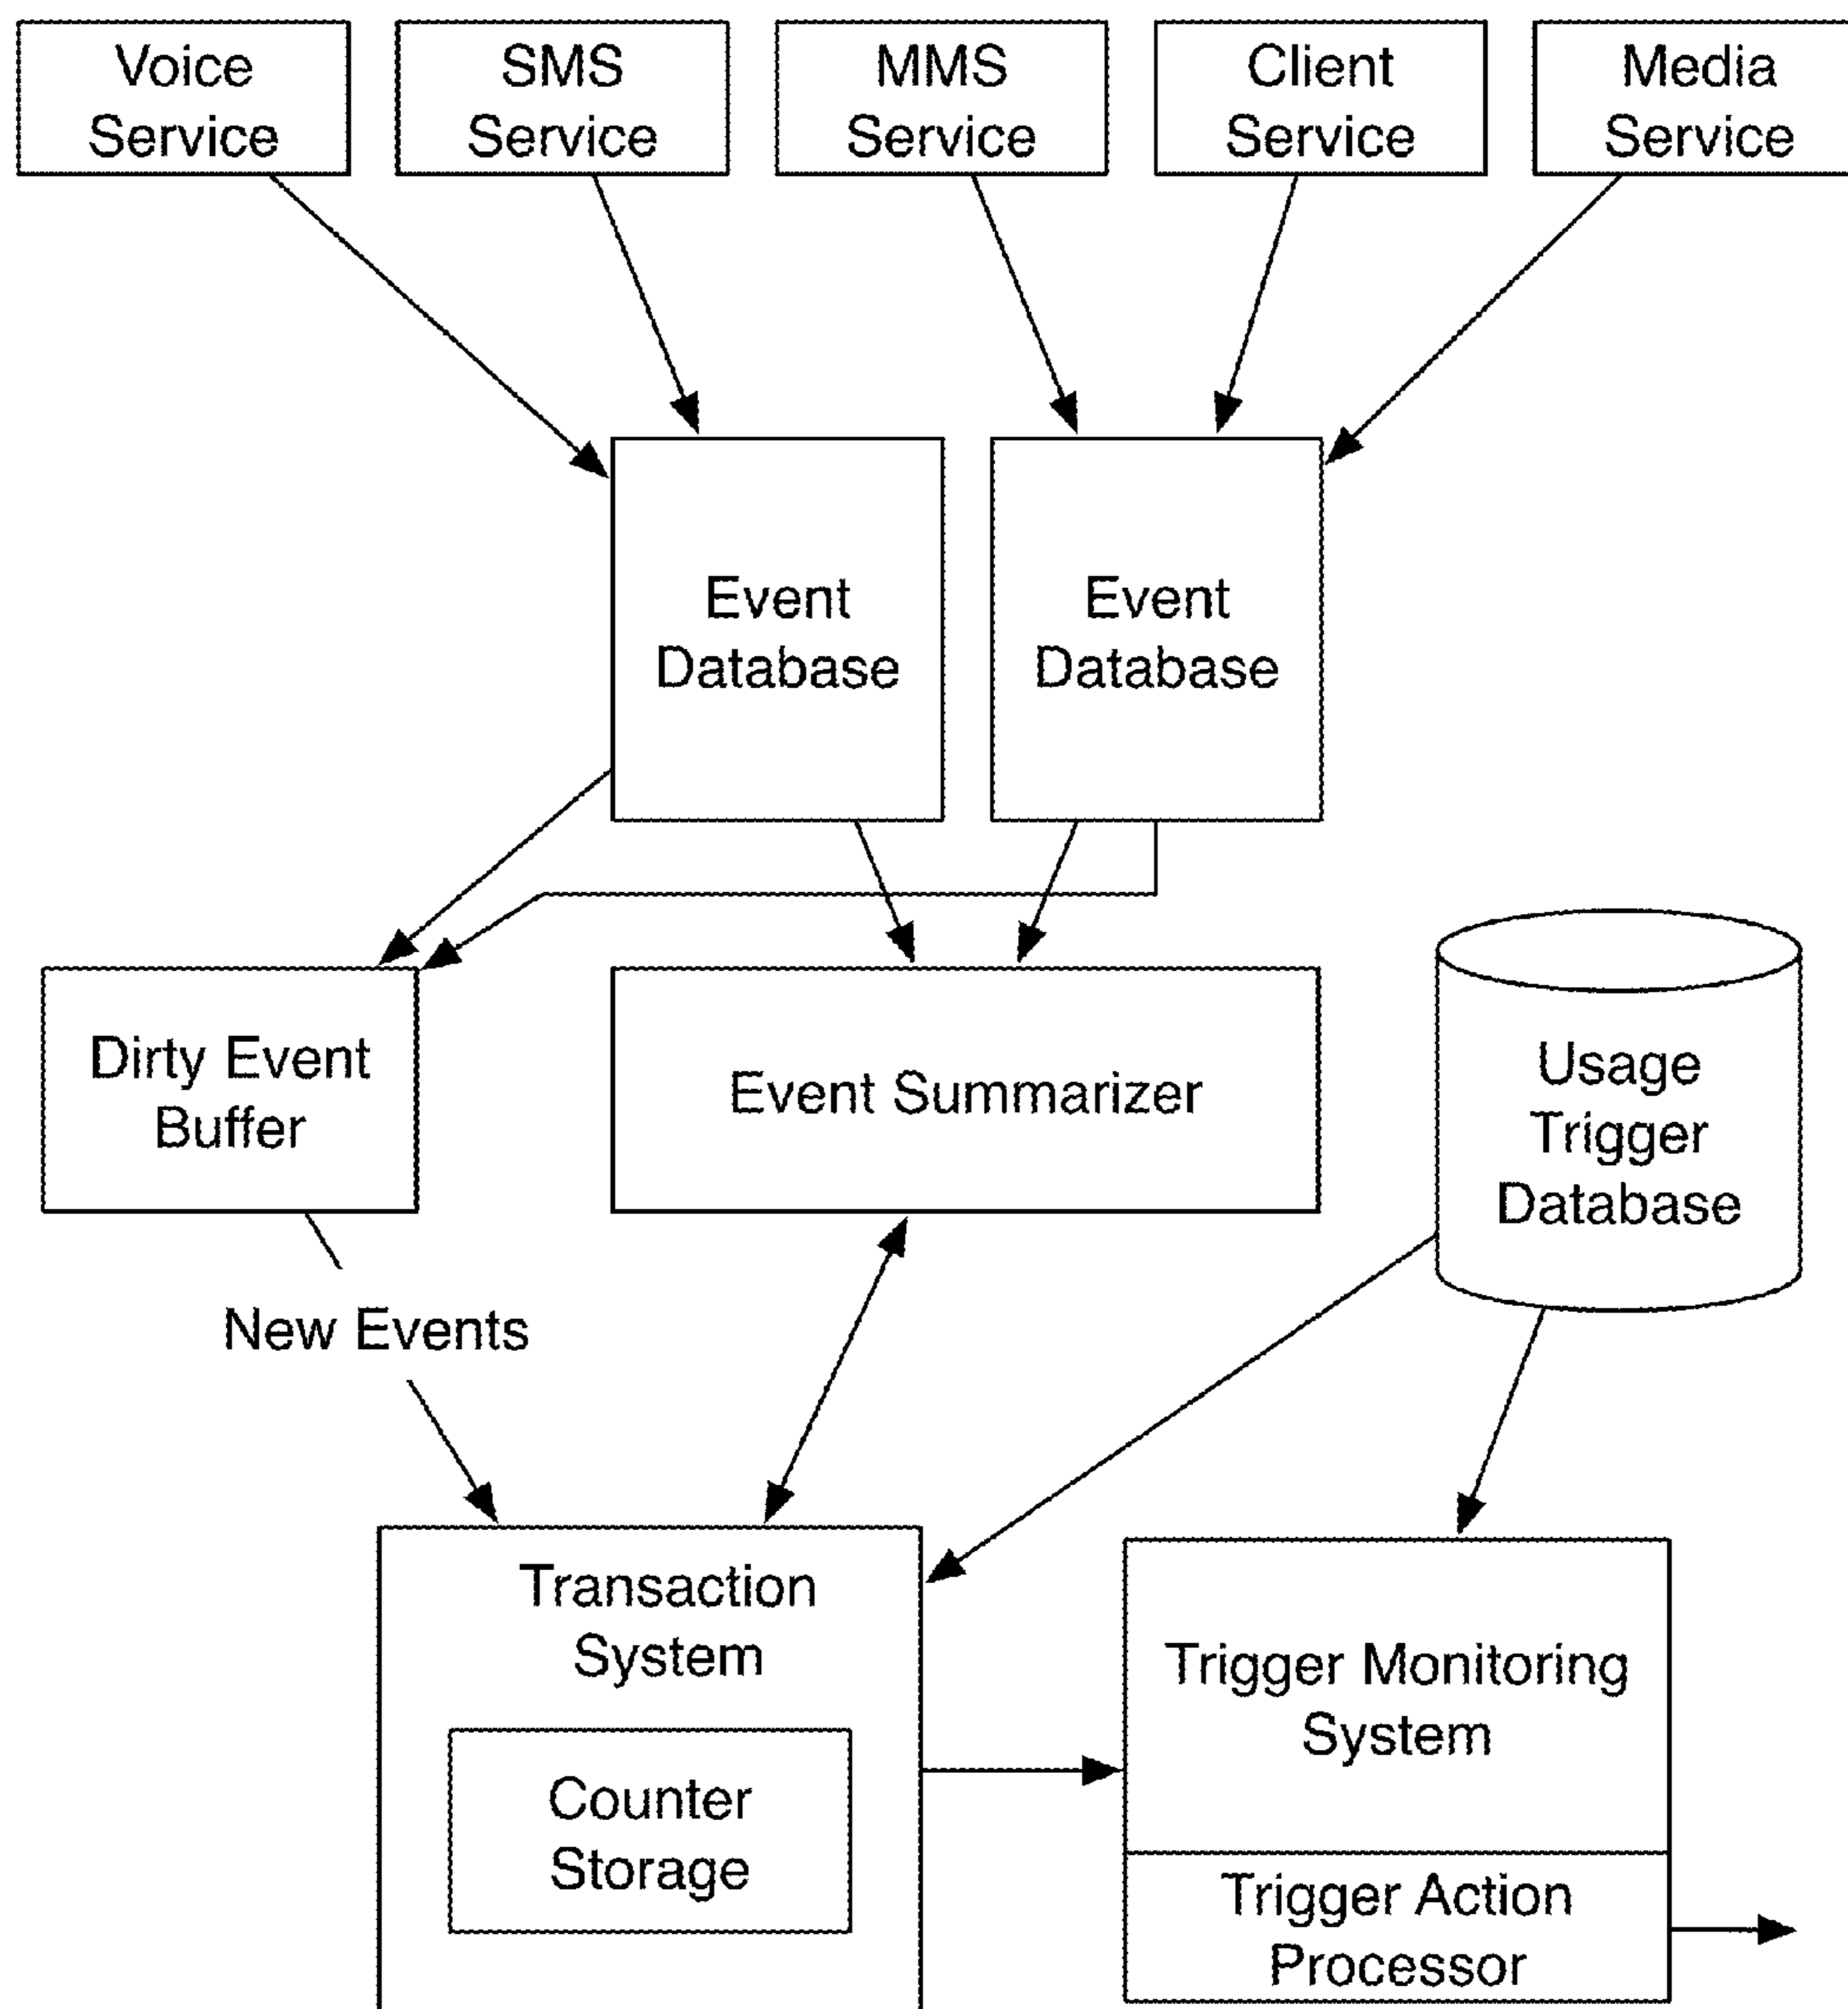 Voice
Service
SMS
Service
MMS
Service
Client
Service
Media
Service
Event
Database
Event
Database
Dirty Event
Buffer
Event Summarizer
Usage
Trigger
Database
New Events
Transaction
System
Counter
Storage
Trigger Monitoring
System
Trigger Action
Processor